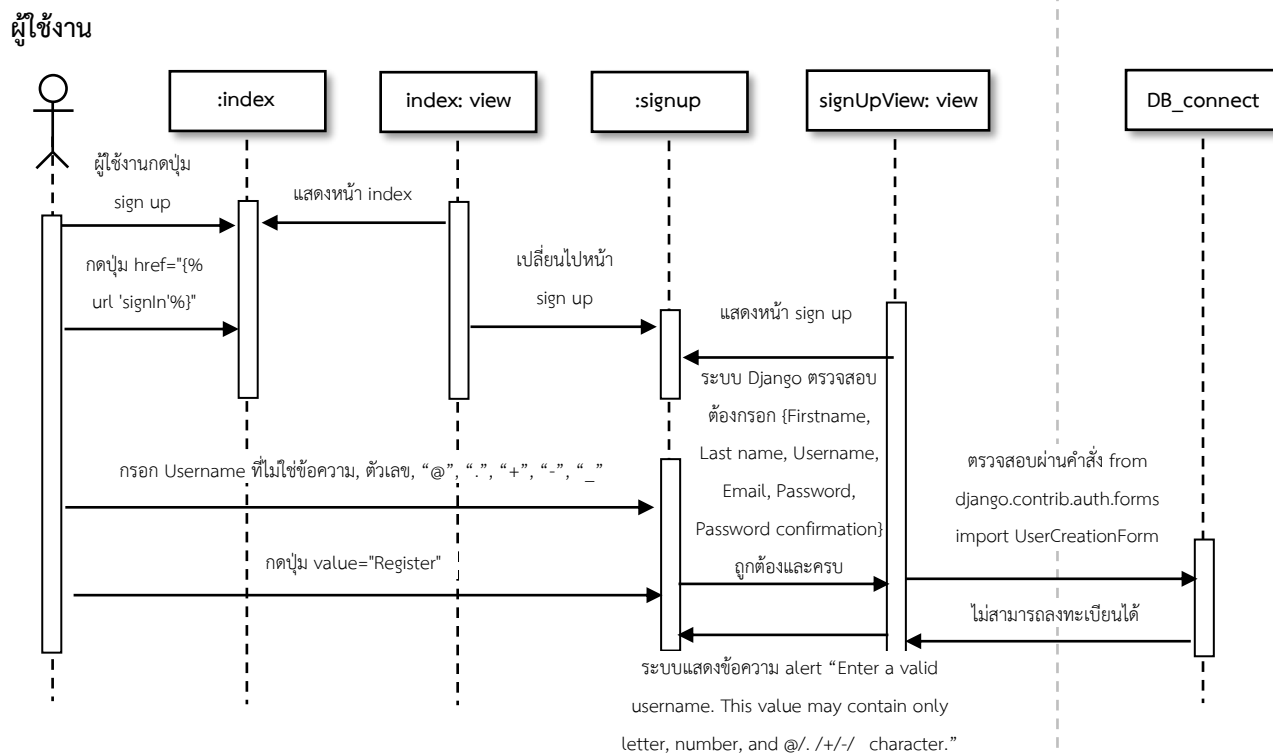 ผู้ใช้งาน
:index
index: view
:signup
signUpView: view
DB_connect
ผู้ใช้งานกดปุ่ม
sign up
แสดงหน้า index
กดปุ่ม href="{%
url 'signIn'%}"
เปลี่ยนไปหน้า
sign up
แสดงหน้า sign up
ระบบ Django ตรวจสอบ
ต้องกรอก {Firstname,
Last name, Username,
Email, Password,
Password confirmation}
ถูกต้องและครบ
กรอก Username ที่ไม่ใช่ข้อความ, ตัวเลข, “@”, “.”, “+”, “-”, “_”
ตรวจสอบผ่านคำสั่ง from
django.contrib.auth.forms
import UserCreationForm
กดปุ่ม value="Register"
ไม่สามารถลงทะเบียนได้
ระบบแสดงข้อความ alert “Enter a valid
username. This value may contain only
letter, number, and @/. /+/-/ character.”